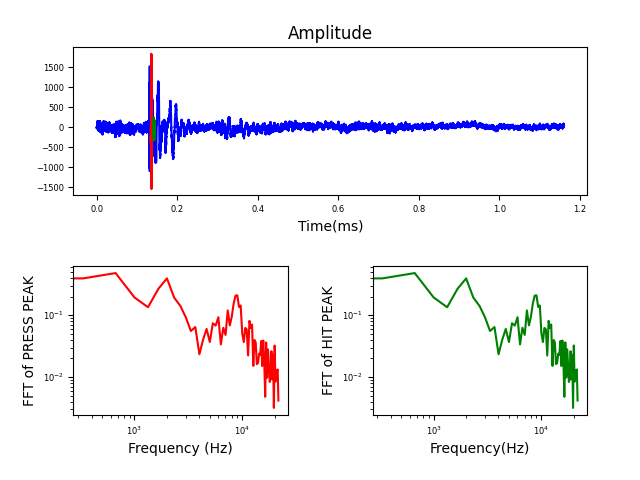 Amplitude
1500
1000
500
0
−500
−1000
−1500
0.0 0.2 0.4 0.6 0.8 1.0 1.2
Time(ms)
FFT of PRESS PEAK
10⁻¹
10⁻²
10³ 10⁴
Frequency (Hz)
FFT of HIT PEAK
10⁻¹
10⁻²
10³ 10⁴
Frequency(Hz)